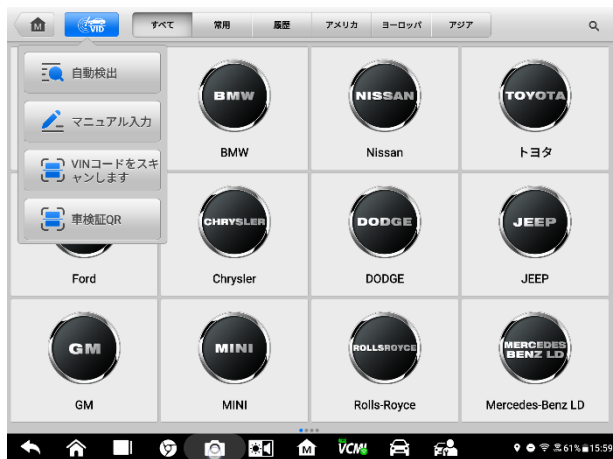 M
VID
すべて
常用
履歴
アメリカ
ヨーロッパ
アジア
自動検出
マニュアル入力
VINコードをスキ
ャンします
車検証QR
BMW
BMW
NISSAN
Nissan
TOYOTA
トヨタ
Ford
CHRYSLER
Chrysler
DODGE
DODGE
JEEP
JEEP
GM
GM
MINI
MINI
ROLLSROYCE
Rolls-Royce
MERCEDES
BENZ LD
Mercedes-Benz LD
M
VCMI
61%
15:59